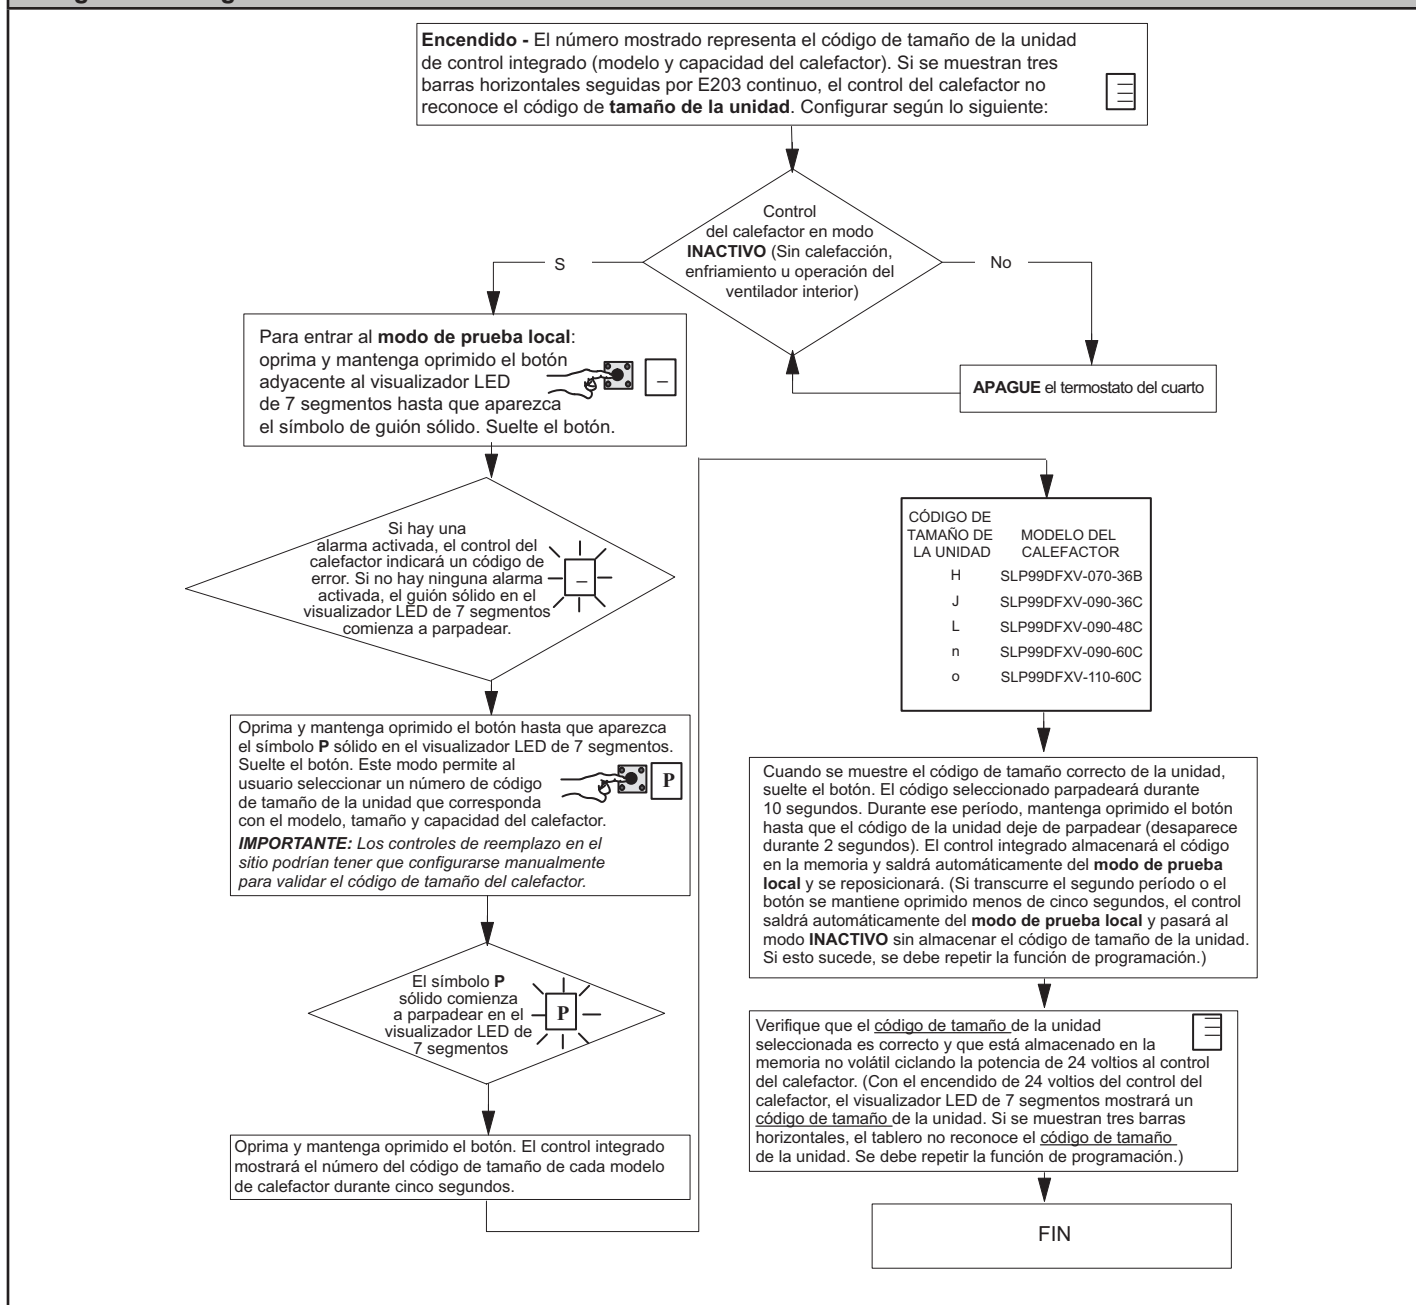 Encendido - El número mostrado representa el código de tamaño de la unidad
de control integrado (modelo y capacidad del calefactor). Si se muestran tres
barras horizontales seguidas por E203 continuo, el control del calefactor no
reconoce el código de tamaño de la unidad. Configurar según lo siguiente:
Control
del calefactor en modo
INACTIVO (Sin calefacción,
enfriamiento u operación del
ventilador interior)
S
No
APAGUE el termostato del cuarto
Para entrar al modo de prueba local:
oprima y mantenga oprimido el botón
adyacente al visualizador LED
de 7 segmentos hasta que aparezca
el símbolo de guión sólido. Suelte el botón.
Si hay una
alarma activada, el control del
calefactor indicará un código de
error. Si no hay ninguna alarma
activada, el guión sólido en el
visualizador LED de 7 segmentos
comienza a parpadear.
Oprima y mantenga oprimido el botón hasta que aparezca
el símbolo P sólido en el visualizador LED de 7 segmentos.
Suelte el botón. Este modo permite al
usuario seleccionar un número de código
de tamaño de la unidad que corresponda
con el modelo, tamaño y capacidad del calefactor.
P
IMPORTANTE: Los controles de reemplazo en el
sitio podrían tener que configurarse manualmente
para validar el código de tamaño del calefactor.
El símbolo P
sólido comienza
a parpadear en el
visualizador LED de
7 segmentos
P
Oprima y mantenga oprimido el botón. El control integrado
mostrará el número del código de tamaño de cada modelo
de calefactor durante cinco segundos.
CÓDIGO DE
TAMAÑO DE MODELO DEL
LA UNIDAD CALEFACTOR
H SLP99DFXV-070-36B
J SLP99DFXV-090-36C
L SLP99DFXV-090-48C
n SLP99DFXV-090-60C
o SLP99DFXV-110-60C
Cuando se muestre el código de tamaño correcto de la unidad,
suelte el botón. El código seleccionado parpadeará durante
10 segundos. Durante ese período, mantenga oprimido el botón
hasta que el código de la unidad deje de parpadear (desaparece
durante 2 segundos). El control integrado almacenará el código
en la memoria y saldrá automáticamente del modo de prueba
local y se reposicionará. (Si transcurre el segundo período o el
botón se mantiene oprimido menos de cinco segundos, el control
saldrá automáticamente del modo de prueba local y pasará al
modo INACTIVO sin almacenar el código de tamaño de la unidad.
Si esto sucede, se debe repetir la función de programación.)
Verifique que el código de tamaño de la unidad
seleccionada es correcto y que está almacenado en la
memoria no volátil ciclando la potencia de 24 voltios al control
del calefactor. (Con el encendido de 24 voltios del control del
calefactor, el visualizador LED de 7 segmentos mostrará un
código de tamaño de la unidad. Si se muestran tres barras
horizontales, el tablero no reconoce el código de tamaño
de la unidad. Se debe repetir la función de programación.)
FIN